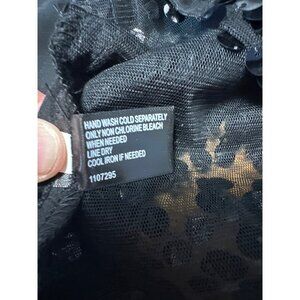 HAND WASH COLD SEPARATELY
ONLY NON CHLORINE BLEACH
WHEN NEEDED
LINE DRY
COOL IRON IF NEEDED
1107295